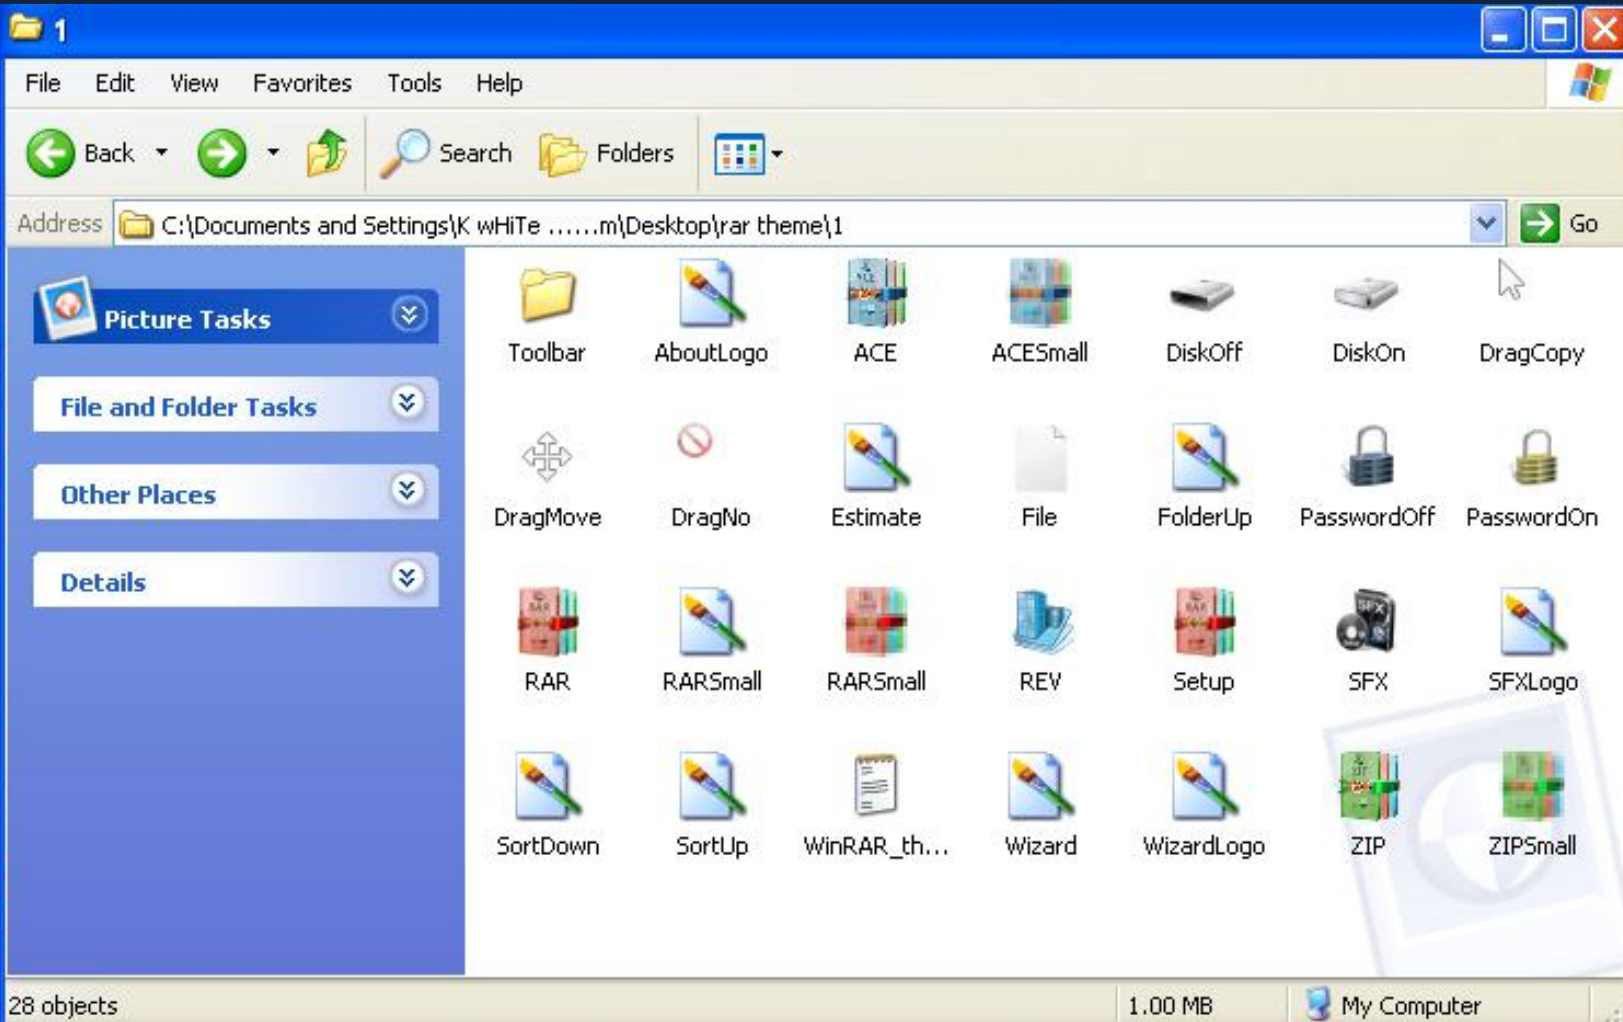 1
File Edit View Favorites Tools Help
Back Search Folders
Address C:\Documents and Settings\K wHiTe ......m\Desktop\rar theme\1 Go
Picture Tasks
File and Folder Tasks
Other Places
Details
Toolbar AboutLogo ACE ACESmall DiskOff DiskOn DragCopy
DragMove DragNo Estimate File FolderUp PasswordOff PasswordOn
RAR RARSmall RARSmall REV Setup SFX SFXLogo
SortDown SortUp WinRAR_th... Wizard WizardLogo ZIP ZIPSmall
28 objects 1.00 MB My Computer